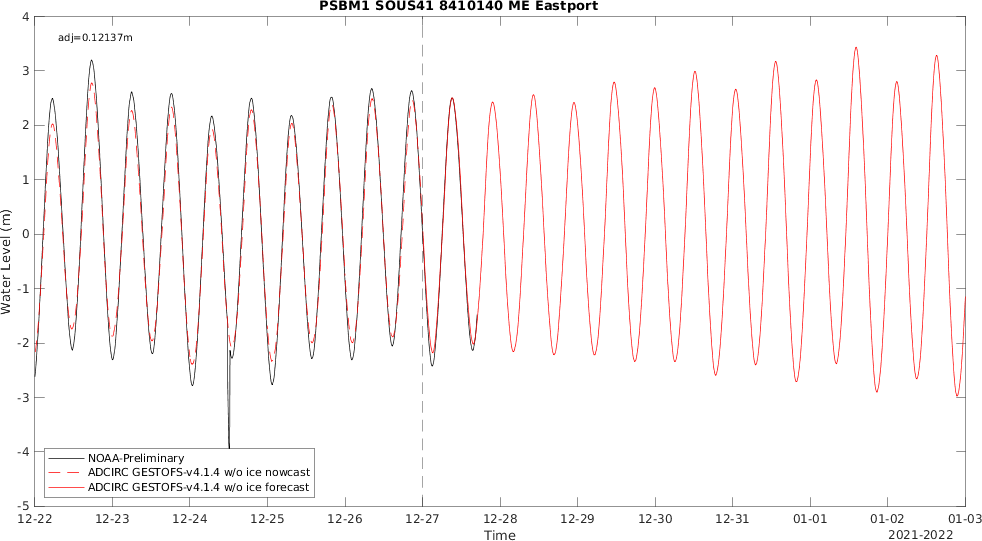 PSBM1 SOUS41 8410140 ME Eastport
adj=0.12137m
4
3
2
1
0
-1
-2
-3
-4
-5
Water Level (m)
NOAA-Preliminary
ADCIRC GESTOFS-v4.1.4 w/o ice nowcast
ADCIRC GESTOFS-v4.1.4 w/o ice forecast
12-22 12-23 12-24 12-25 12-26 12-27 12-28 12-29 12-30 12-31 01-01 01-02 01-03
Time
2021-2022